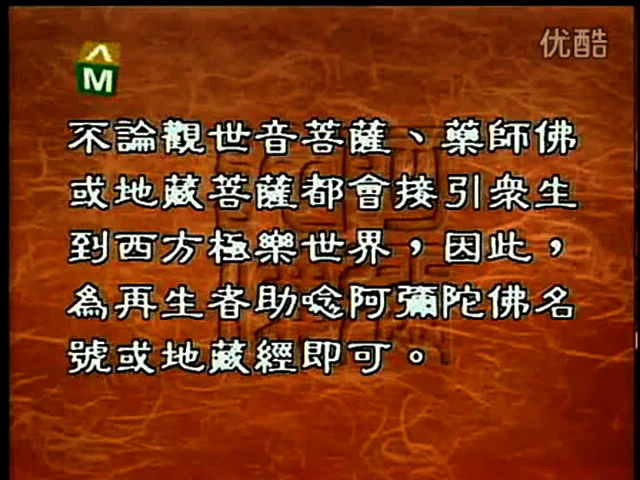 优酷
M
不論觀世音菩薩、藥師佛
或地藏菩薩都會接引衆生
到西方極樂世界，因此，
為再生者助唸阿彌陀佛名
號或地藏經即可。